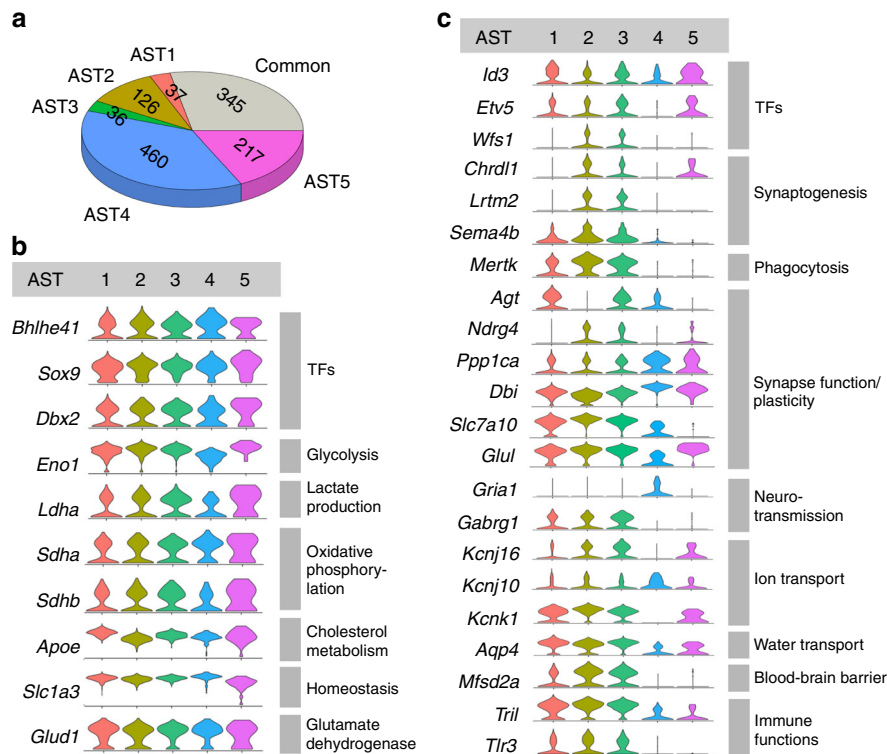 a
AST1
AST2
AST3
AST4
AST5
Common
37
126
36
460
217
345
b
AST 1 2 3 4 5
Bhlhe41
Sox9
Dbx2
TFs
Eno1
Glycolysis
Ldha
Lactate
production
Sdha
Sdhb
Oxidative
phosphory-
lation
Apoe
Cholesterol
metabolism
Slc1a3
Homeostasis
Glud1
Glutamate
dehydrogenase
c
AST 1 2 3 4 5
Id3
Etv5
Wfs1
TFs
Chrdl1
Lrtm2
Sema4b
Synaptogenesis
Mertk
Phagocytosis
Agt
Ndrg4
Ppp1ca
Dbi
Slc7a10
Glul
Synapse function/
plasticity
Gria1
Gabrg1
Neuro-
transmission
Kcnj16
Kcnj10
Kcnk1
Ion transport
Aqp4
Water transport
Mfsd2a
Blood-brain barrier
Tril
Tlr3
Immune
functions